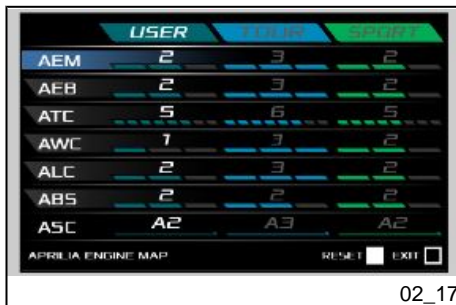 USER TOUR SPORT
AEM 2 3 2
AEB 2 3 2
ATC 5 6 5
AWC 1 3 2
ALC 2 3 2
ABS 2 2 2
ASC A2 A3 A2
APRILIA ENGINE MAP RESET EXIT
02_17